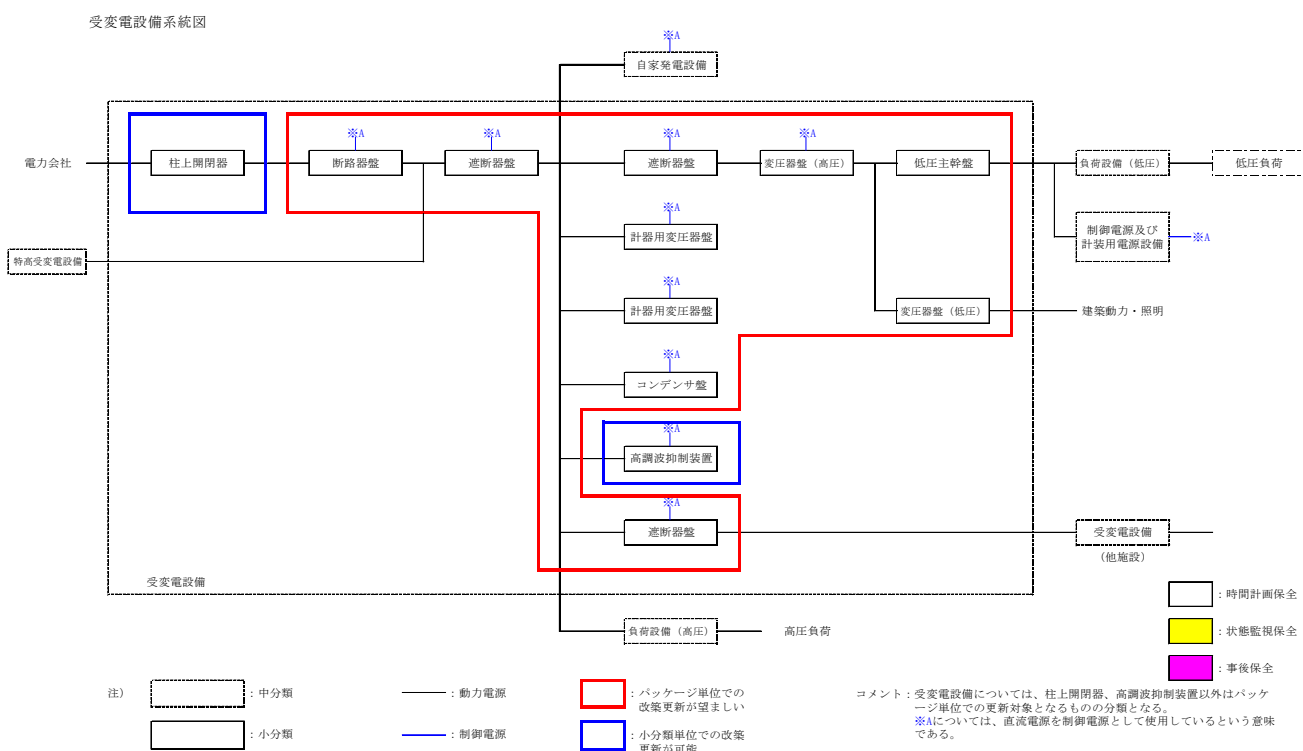 受変電設備系統図
※A
自家発電設備
電力会社
柱上開閉器
※A
断路器盤
※A
遮断器盤
※A
遮断器盤
※A
変圧器盤（高圧）
低圧主幹盤
負荷設備（低圧）
低圧負荷
※A
計器用変圧器盤
制御電源及び
計装用電源設備
※A
特高受変電設備
※A
計器用変圧器盤
変圧器盤（低圧）
建築動力・照明
※A
コンデンサ盤
※A
高調波抑制装置
※A
遮断器盤
受変電設備
（他施設）
受変電設備
負荷設備（高圧）
高圧負荷
：時間計画保全
：状態監視保全
：事後保全
注）
：中分類
：動力電源
：パッケージ単位での
改築更新が望ましい
：小分類
：制御電源
：小分類単位での改築
更新が可能
コメント：受変電設備については、柱上開閉器、高調波抑制装置以外はパッケ
ージ単位での更新対象となるものの分類となる。
※Aについては、直流電源を制御電源として使用しているという意味
である。